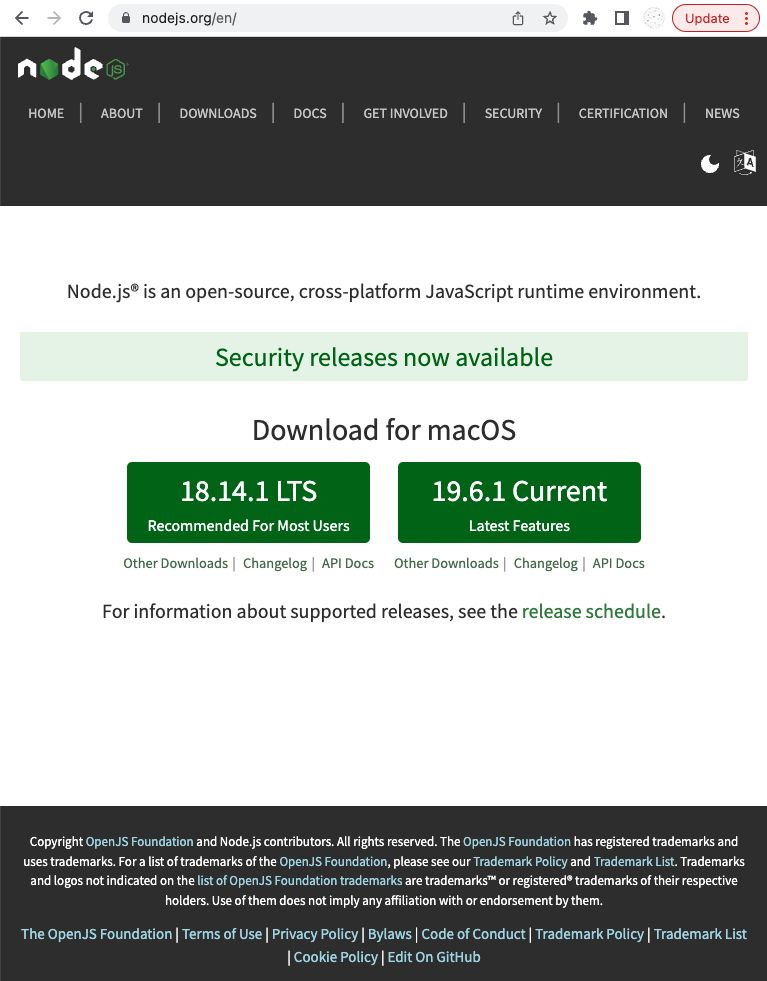 nodejs.org/en/
Update
node
JS
HOME | ABOUT | DOWNLOADS | DOCS | GET INVOLVED | SECURITY | CERTIFICATION | NEWS
文A
Node.js® is an open-source, cross-platform JavaScript runtime environment.
Security releases now available
Download for macOS
18.14.1 LTS
Recommended For Most Users
19.6.1 Current
Latest Features
Other Downloads | Changelog | API Docs
Other Downloads | Changelog | API Docs
For information about supported releases, see the release schedule.
Copyright OpenJS Foundation and Node.js contributors. All rights reserved. The OpenJS Foundation has registered trademarks and
uses trademarks. For a list of trademarks of the OpenJS Foundation, please see our Trademark Policy and Trademark List. Trademarks
and logos not indicated on the list of OpenJS Foundation trademarks are trademarks™ or registered® trademarks of their respective
holders. Use of them does not imply any affiliation with or endorsement by them.
The OpenJS Foundation | Terms of Use | Privacy Policy | Bylaws | Code of Conduct | Trademark Policy | Trademark List
| Cookie Policy | Edit On GitHub